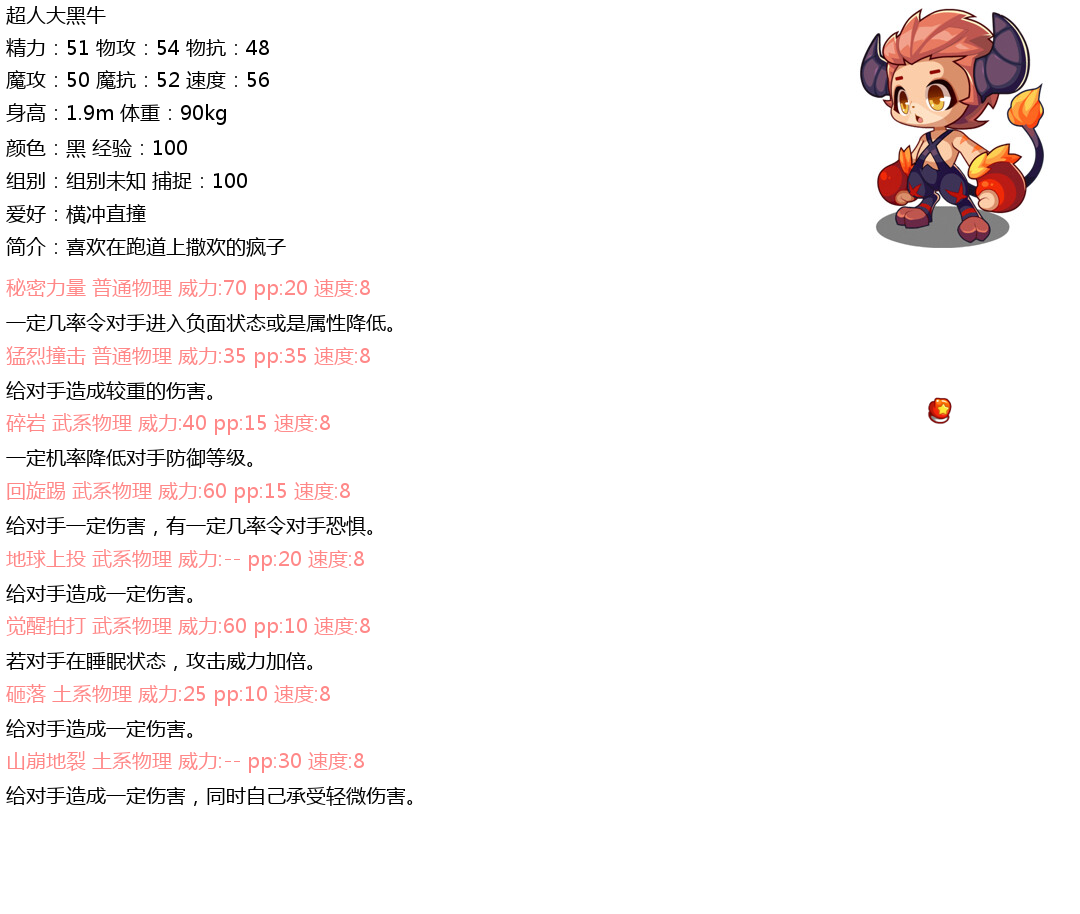 超人大黑牛
精力：51 物攻：54 物抗：48
魔攻：50 魔抗：52 速度：56
身高：1.9m 体重：90kg
颜色：黑 经验：100
组别：组别未知 捕捉：100
爱好：横冲直撞
简介：喜欢在跑道上撒欢的疯子
秘密力量 普通物理 威力:70 pp:20 速度:8
一定几率令对手进入负面状态或是属性降低。
猛烈撞击 普通物理 威力:35 pp:35 速度:8
给对手造成较重的伤害。
碎岩 武系物理 威力:40 pp:15 速度:8
一定机率降低对手防御等级。
回旋踢 武系物理 威力:60 pp:15 速度:8
给对手一定伤害，有一定几率令对手恐惧。
地球上投 武系物理 威力:-- pp:20 速度:8
给对手造成一定伤害。
觉醒拍打 武系物理 威力:60 pp:10 速度:8
若对手在睡眠状态，攻击威力加倍。
砸落 土系物理 威力:25 pp:10 速度:8
给对手造成一定伤害。
山崩地裂 土系物理 威力:-- pp:30 速度:8
给对手造成一定伤害，同时自己承受轻微伤害。